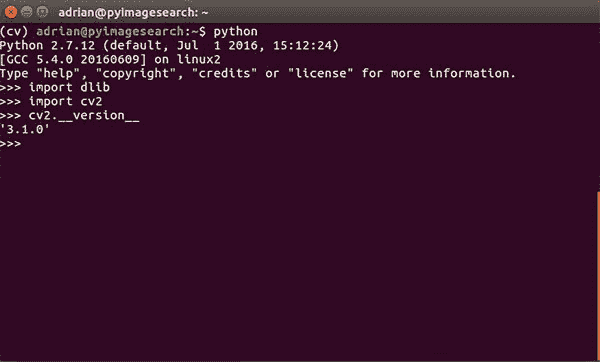 adrian@pyimagesearch: ~
(cv) adrian@pyimagesearch:~$ python
Python 2.7.12 (default, Jul  1 2016, 15:12:24)
[GCC 5.4.0 20160609] on linux2
Type "help", "copyright", "credits" or "license" for more information.
>>> import dlib
>>> import cv2
>>> cv2.__version__
'3.1.0'
>>>